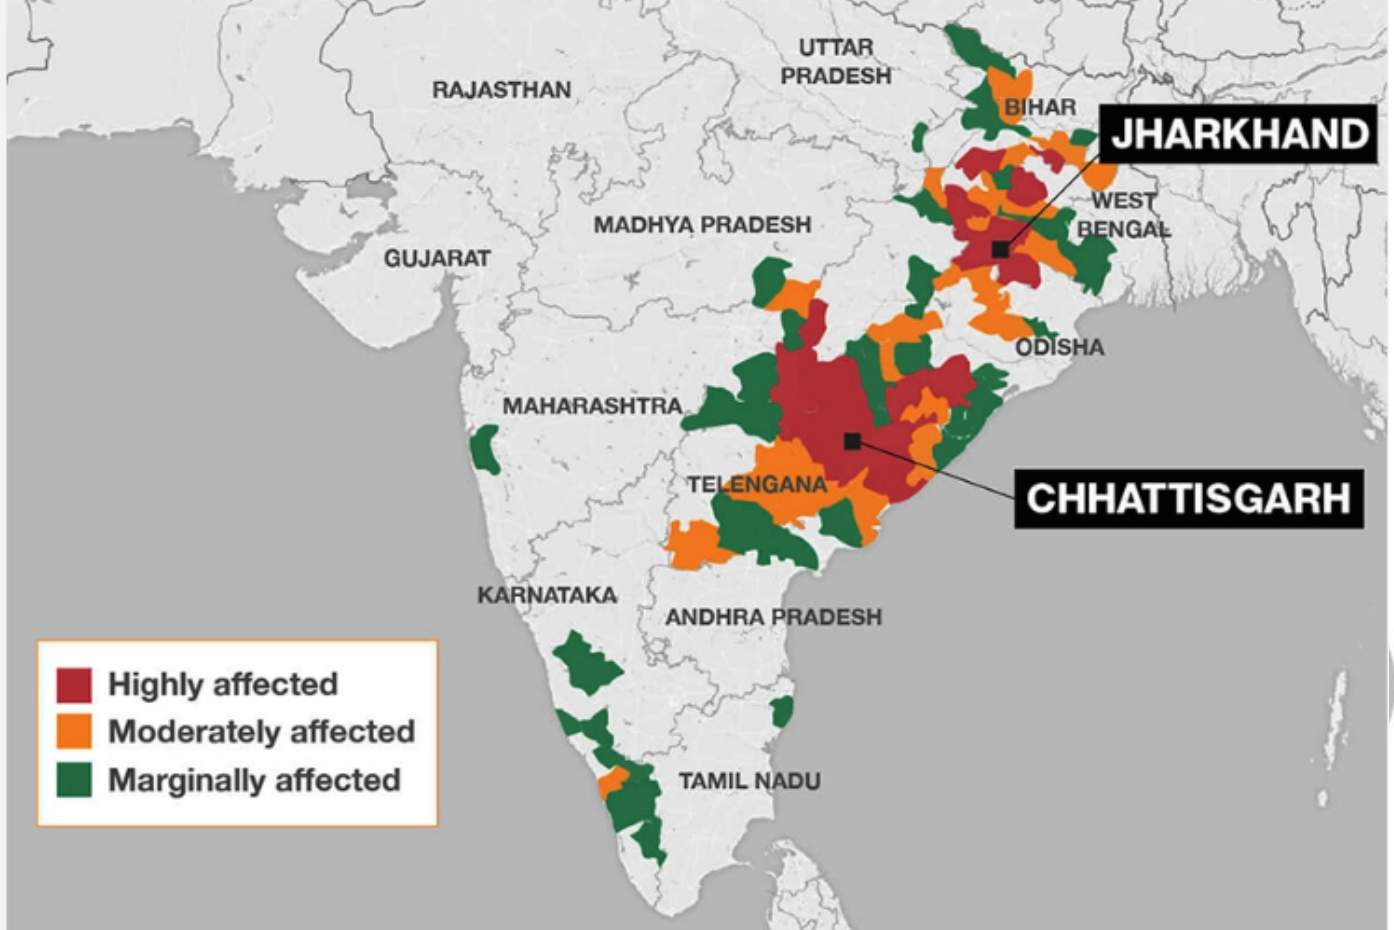 UTTAR
PRADESH
RAJASTHAN
BIHAR
JHARKHAND
WEST
BENGAL
MADHYA PRADESH
GUJARAT
ODISHA
MAHARASHTRA
TELENGANA
CHHATTISGARH
KARNATAKA
ANDHRA PRADESH
Highly affected
Moderately affected
Marginally affected
TAMIL NADU